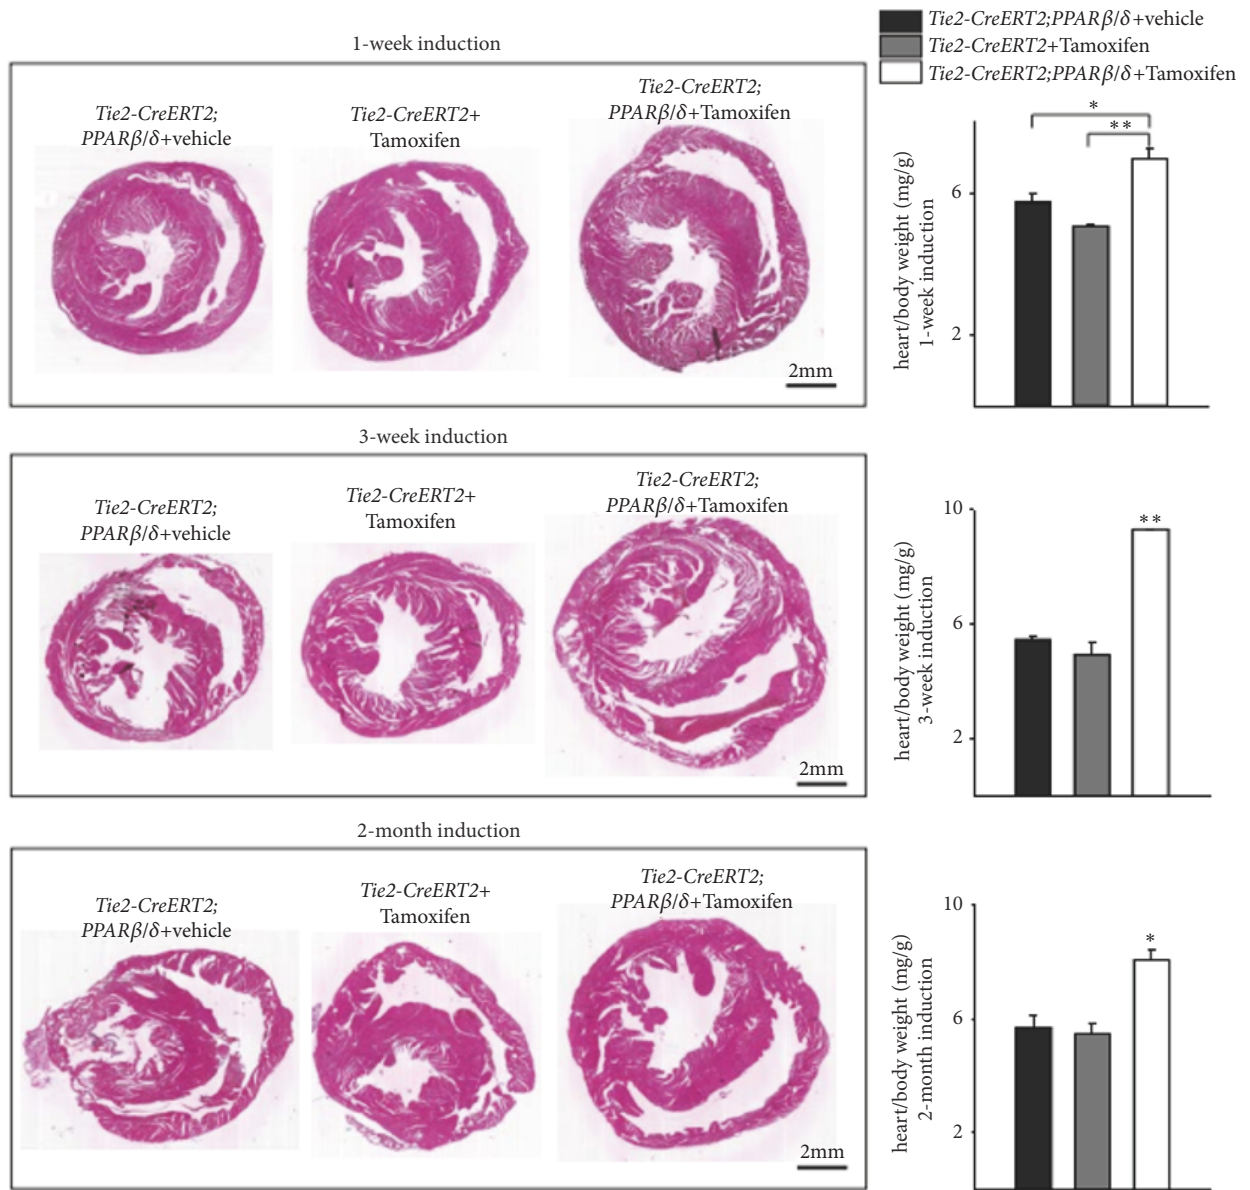 Tie2-CreERT2;PPARβ/δ+vehicle
Tie2-CreERT2+Tamoxifen
Tie2-CreERT2;PPARβ/δ+Tamoxifen
1-week induction
Tie2-CreERT2;
PPARβ/δ+vehicle
Tie2-CreERT2+
Tamoxifen
Tie2-CreERT2;
PPARβ/δ+Tamoxifen
2mm
*
**
6
2
heart/body weight (mg/g)
1-week induction
3-week induction
Tie2-CreERT2;
PPARβ/δ+vehicle
Tie2-CreERT2+
Tamoxifen
Tie2-CreERT2;
PPARβ/δ+Tamoxifen
2mm
10
**
6
2
heart/body weight (mg/g)
3-week induction
2-month induction
Tie2-CreERT2;
PPARβ/δ+vehicle
Tie2-CreERT2+
Tamoxifen
Tie2-CreERT2;
PPARβ/δ+Tamoxifen
2mm
10
*
6
2
heart/body weight (mg/g)
2-month induction